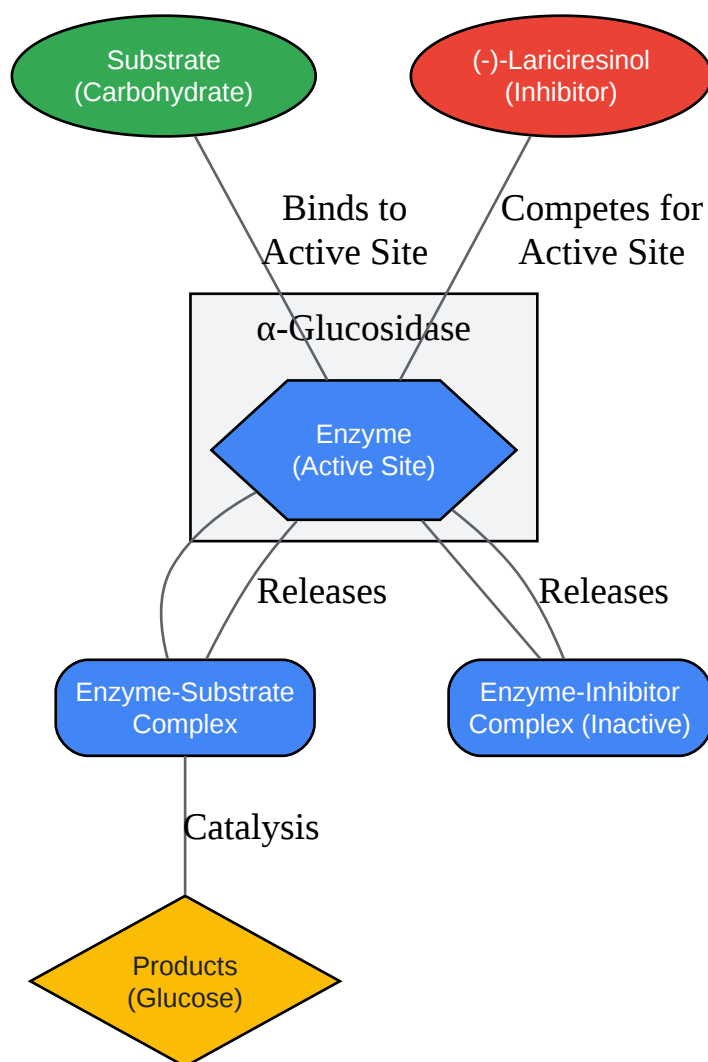 Substrate
(Carbohydrate)
(-)-Lariciresinol
(Inhibitor)
Binds to
Active Site
Competes for
Active Site
α-Glucosidase
Enzyme
(Active Site)
Releases
Releases
Enzyme-Substrate
Complex
Enzyme-Inhibitor
Complex (Inactive)
Catalysis
Products
(Glucose)